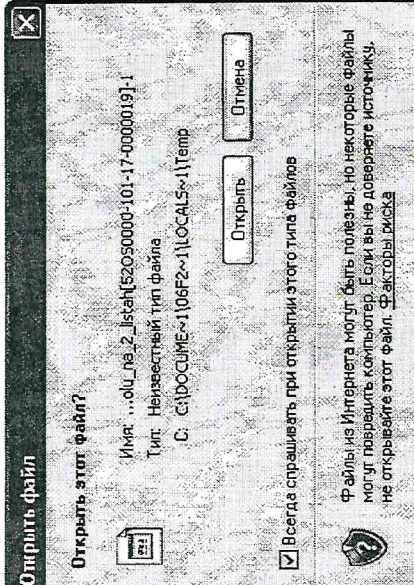 Открыть файл
Открыть этот файл?
Имя: ...olu_na_2_listah[52OS0000-101-17-0000019]-1
Тип: Неизвестный тип файла
С: C:\DOCUME~1\06F2~1\LOCALS~1\Temp
Открыть
Отмена
Всегда спрашивать при открытии этого типа файлов
Файлы из Интернета могут быть полезны, но некоторые файлы
могут повредить компьютер. Если вы не доверяете источнику,
не открывайте этот файл. Факторы риска